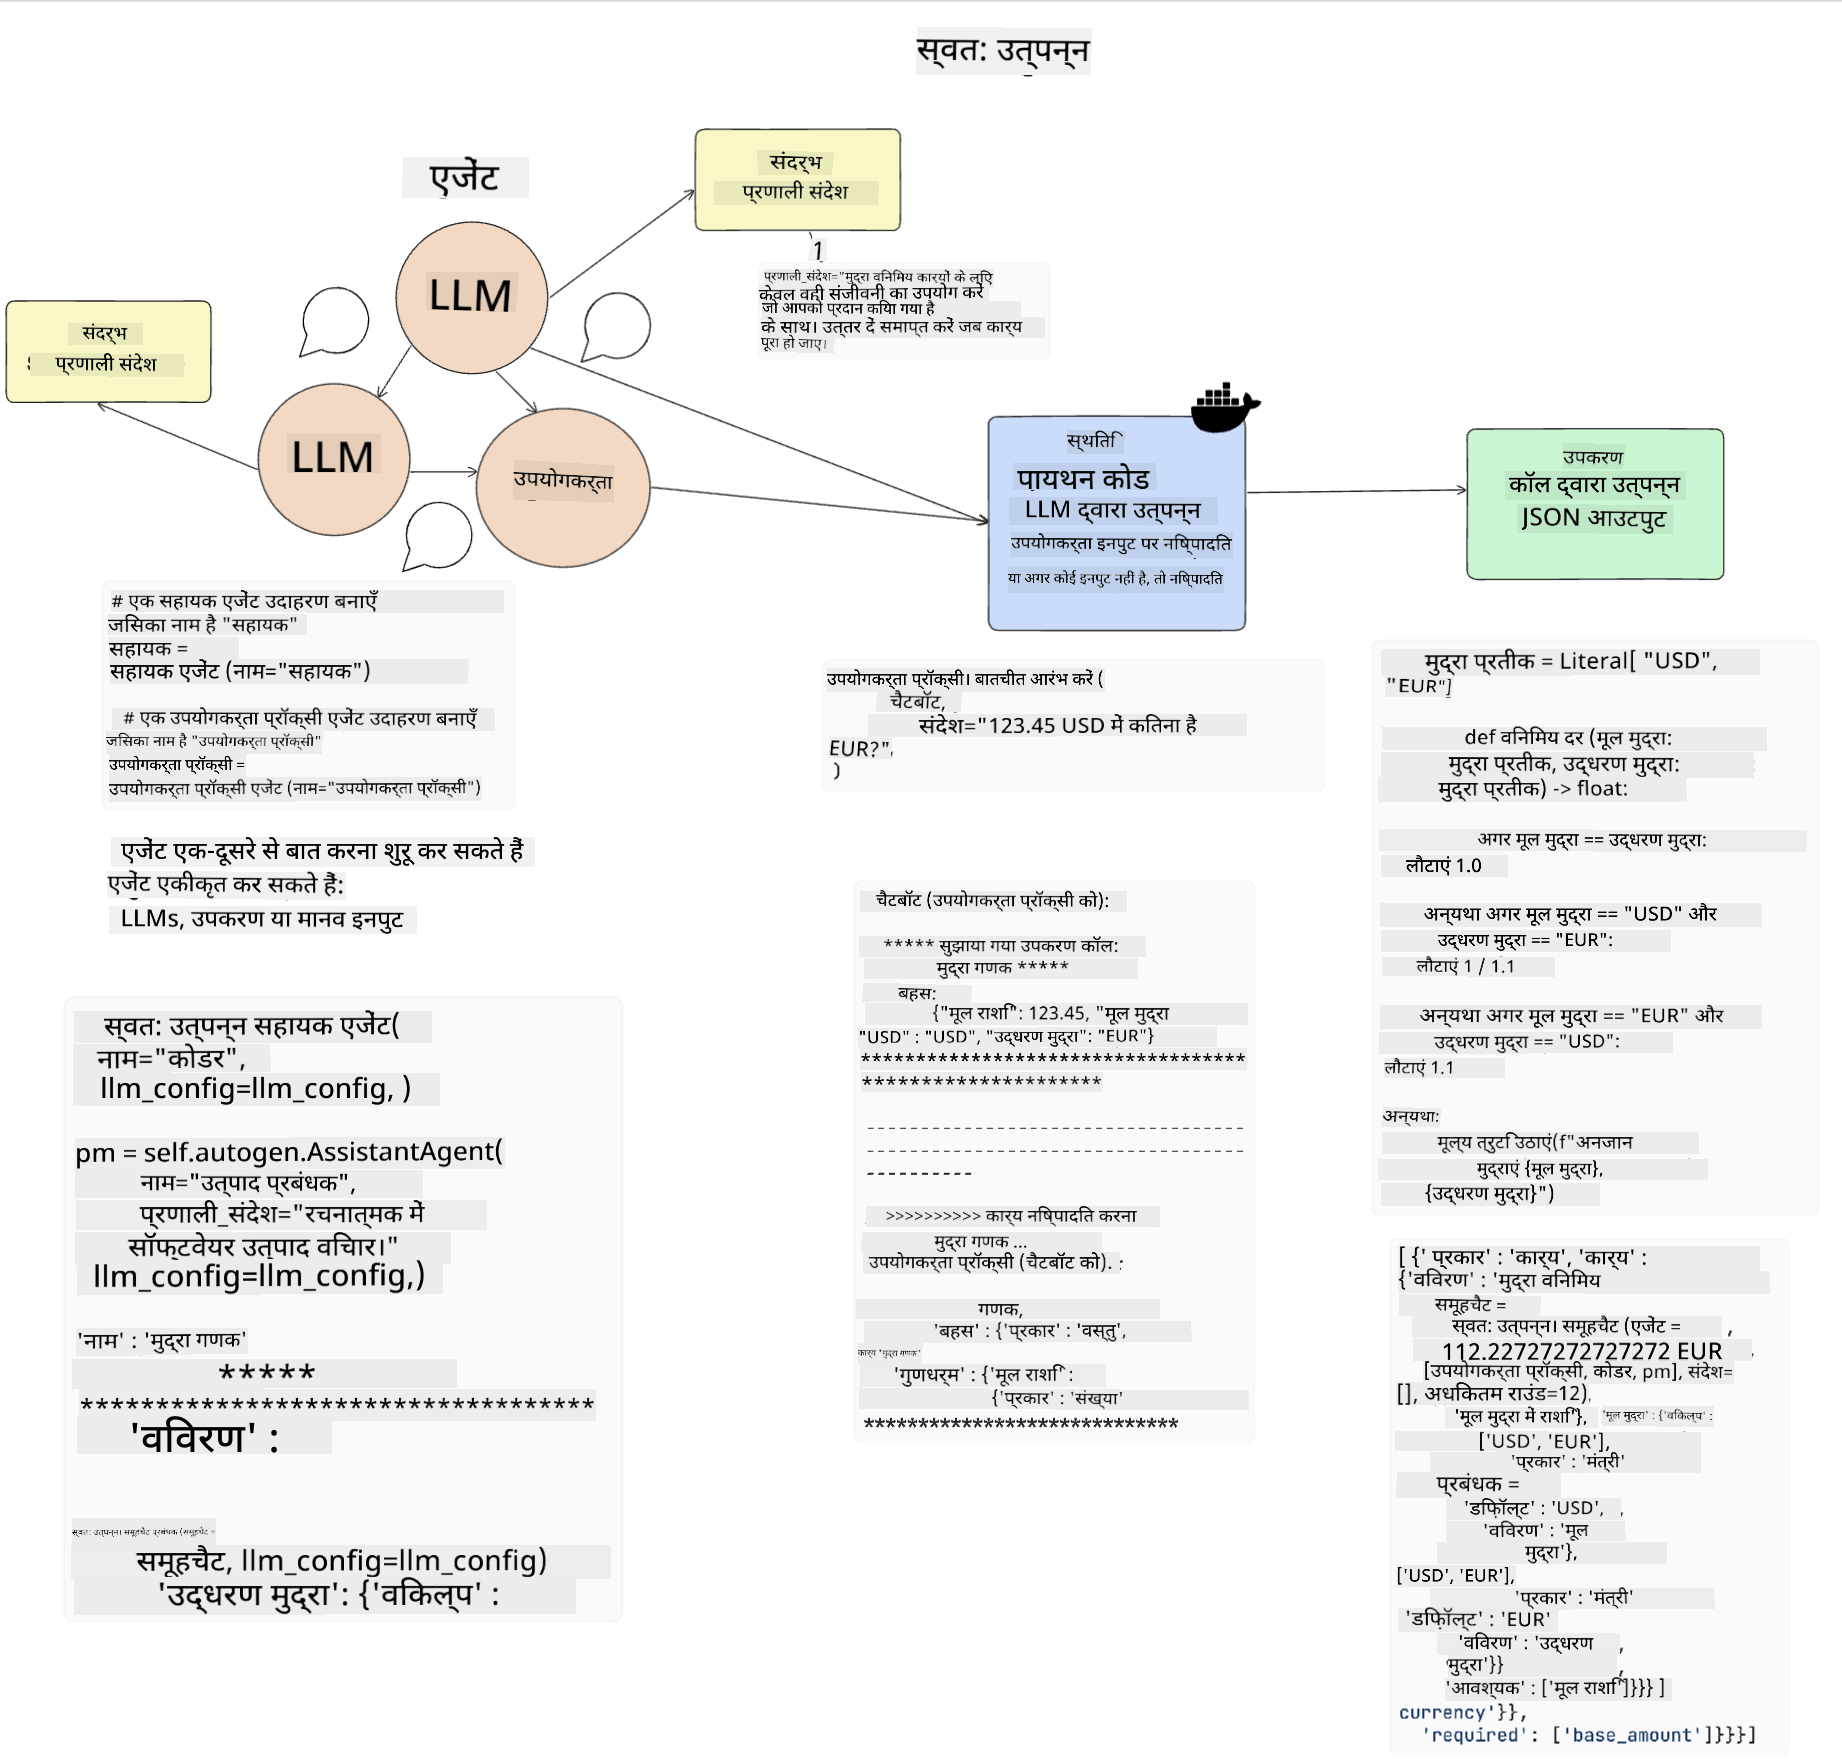 स्वत: उत्पन्न
एजेंट
संदर्भ
प्रणाली संदेश
1
प्रणाली_संदेश="मुद्रा विनिमय कार्यों के लिए
केवल वही संजीवनी का उपयोग करें
जो आपको प्रदान किया गया है
के साथ। उत्तर दें समाप्त करें जब कार्य
पूरा हो जाए।
LLM
संदर्भ
प्रणाली संदेश
LLM
उपयोगकर्ता
स्थिति
पायथन कोड
LLM द्वारा उत्पन्न
उपयोगकर्ता इनपुट पर निष्पादित
या अगर कोई इनपुट नहीं है, तो निष्पादित
उपकरण
कॉल द्वारा उत्पन्न
JSON आउटपुट
# एक सहायक एजेंट उदाहरण बनाएँ
जिसका नाम है "सहायक"
सहायक =
सहायक एजेंट (नाम="सहायक")
# एक उपयोगकर्ता प्रॉक्सी एजेंट उदाहरण बनाएँ
जिसका नाम है "उपयोगकर्ता प्रॉक्सी"
उपयोगकर्ता प्रॉक्सी =
उपयोगकर्ता प्रॉक्सी एजेंट (नाम="उपयोगकर्ता प्रॉक्सी")
एजेंट एक-दूसरे से बात करना शुरू कर सकते हैं
एजेंट एकीकृत कर सकते हैं:
LLMs, उपकरण या मानव इनपुट
स्वत: उत्पन्न सहायक एजेंट(
नाम="कोडर",
llm_config=llm_config, )
pm = self.autogen.AssistantAgent(
नाम="उत्पाद प्रबंधक",
प्रणाली_संदेश="रचनात्मक में
सॉफ्टवेयर उत्पाद विचार।"
llm_config=llm_config,)
'नाम' : 'मुद्रा गणक'
*****
**********************************
'विवरण' :
स्वत: उत्पन्न। समूहचैट प्रबंधक (समूहचैट =
समूहचैट, llm_config=llm_config)
'उद्धरण मुद्रा': {'विकल्प' :
उपयोगकर्ता प्रॉक्सी। बातचीत आरंभ करें (
चैटबॉट,
संदेश="123.45 USD में कितना है
EUR?",
)
चैटबॉट (उपयोगकर्ता प्रॉक्सी को):
***** सुझाया गया उपकरण कॉल:
मुद्रा गणक *****
बहस:
{"मूल राशि": 123.45, "मूल मुद्रा
"USD" : "USD", "उद्धरण मुद्रा": "EUR"}
***********************************
**********************
--------------------------------
--------------------------------
----------
>>>>>>>>>> कार्य निष्पादित करना
मुद्रा गणक ...
उपयोगकर्ता प्रॉक्सी (चैटबॉट को). :
गणक,
'बहस' : {'प्रकार' : 'वस्तु',
कार्य 'मुद्रा गणक'
'गुणधर्म' : {'मूल राशि' :
{'प्रकार' : 'संख्या'
*****************************
मुद्रा प्रतीक = Literal[ "USD",
"EUR"]
def विनिमय दर (मूल मुद्रा:
मुद्रा प्रतीक, उद्धरण मुद्रा:
मुद्रा प्रतीक) -> float:
अगर मूल मुद्रा == उद्धरण मुद्रा:
लौटाएं 1.0
अन्यथा अगर मूल मुद्रा == "USD" और
उद्धरण मुद्रा == "EUR":
लौटाएं 1 / 1.1
अन्यथा अगर मूल मुद्रा == "EUR" और
उद्धरण मुद्रा == "USD":
लौटाएं 1.1
अन्यथा:
मूल्य त्रुटि उठाएं(f"अनजान
मुद्राएं {मूल मुद्रा},
{उद्धरण मुद्रा}")
[ {' प्रकार' : 'कार्य', 'कार्य' :
{'विवरण' : 'मुद्रा विनिमय
समूहचैट =
स्वत: उत्पन्न। समूहचैट (एजेंट = ,
112.22727272727272 EUR
[उपयोगकर्ता प्रॉक्सी, कोडर, pm], संदेश=
[], अधिकतम राउंड=12)
'मूल मुद्रा में राशि'}, 'मूल मुद्रा' : {'विकल्प' :
['USD', 'EUR'],
'प्रकार' : 'मंत्री'
प्रबंधक =
'डिफ़ॉल्ट' : 'USD', ,
'विवरण' : 'मूल
मुद्रा'},
['USD', 'EUR'],
'प्रकार' : 'मंत्री'
'डिफ़ॉल्ट' : 'EUR'
'विवरण' : 'उद्धरण ,
मुद्रा'}} ,
'आवश्यक' : ['मूल राशि']}}} ]
currency'}},
'required': ['base_amount']}}}]